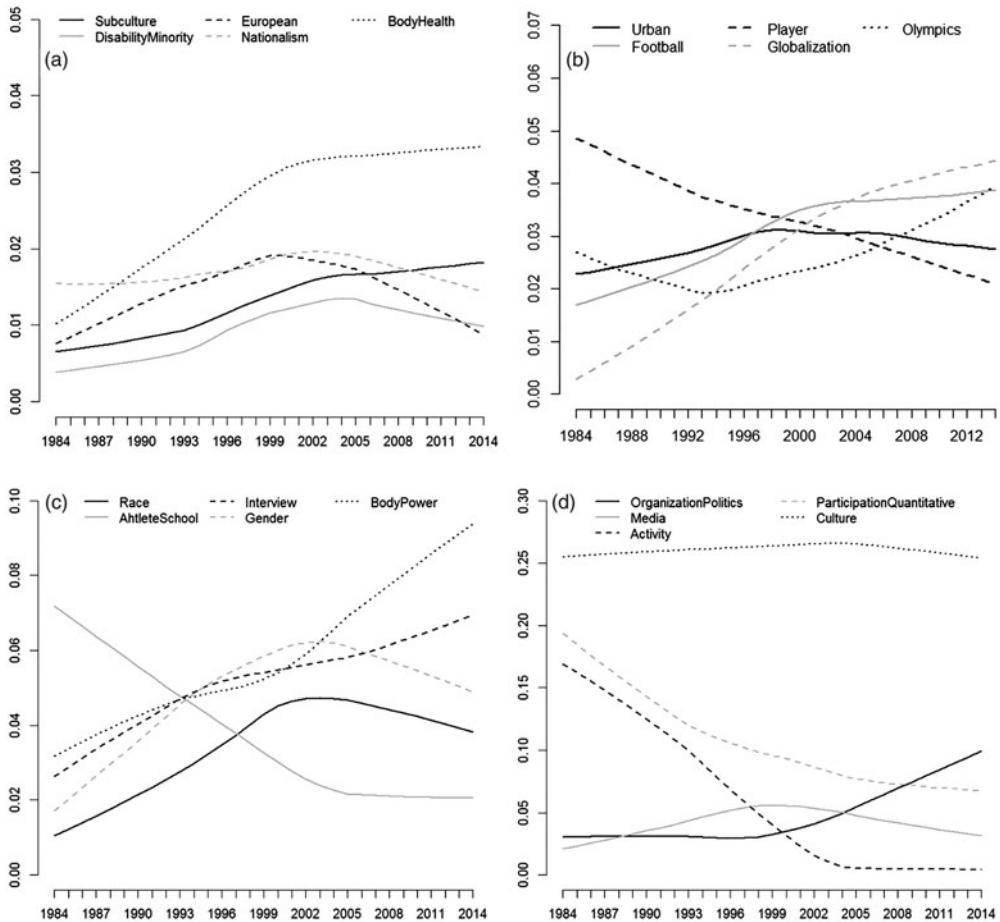 Subculture European BodyHealth
DisabilityMinority Nationalism
(a)
0.05
0.04
0.03
0.02
0.01
0.00
1984 1987 1990 1993 1996 1999 2002 2005 2008 2011 2014
Urban Player Olympics
Football Globalization
(b)
0.07
0.06
0.05
0.04
0.03
0.02
0.01
0.00
1984 1988 1992 1996 2000 2004 2008 2012
Race Interview BodyPower
AhtleteSchool Gender
(c)
0.10
0.08
0.06
0.04
0.02
0.00
1984 1987 1990 1993 1996 1999 2002 2005 2008 2011 2014
OrganizationPolitics ParticipationQuantitative
Media Culture
Activity
(d)
0.30
0.25
0.20
0.15
0.10
0.05
0.00
1984 1987 1990 1993 1996 1999 2002 2005 2008 2011 2014